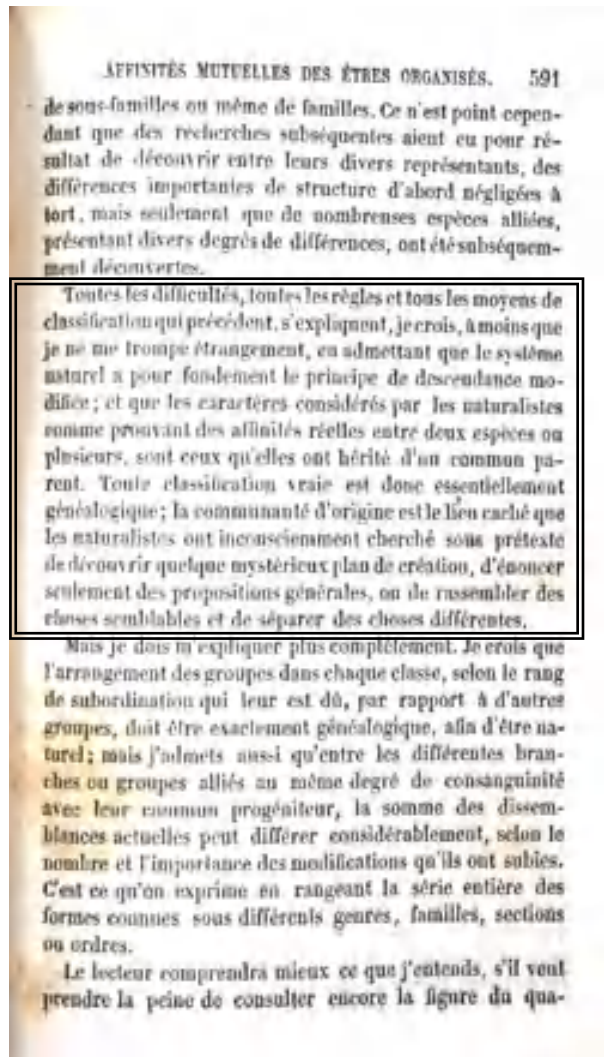 AFFINITÉS MUTUELLES DES ÊTRES ORGANISÉS. 591
de sous-familles ou même de familles. Ce n'est point cepen-
dant que des recherches subséquentes aient eu pour ré-
sultat de découvrir entre leurs divers représentants, des
différences importantes de structure d'abord négligées à
tort, mais seulement que de nombreuses espèces alliées,
présentant divers degrés de différences, ont été subséquem-
ment découvertes.
Toutes les difficultés, toutes les règles et tous les moyens de
classification qui précèdent, s'expliquent, je crois, à moins que
je ne me trompe étrangement, en admettant que le système
naturel a pour fondement le principe de descendance mo-
difiée; et que les caractères considérés par les naturalistes
comme prouvant des affinités réelles entre deux espèces ou
plusieurs, sont ceux qu'elles ont hérité d'un commun pa-
rent. Toute classification vraie est donc essentiellement
généalogique; la communauté d'origine est le lien caché que
les naturalistes ont inconsciemment cherché sous prétexte
de découvrir quelque mystérieux plan de création, d'énoncer
seulement des propositions générales, ou de rassembler des
choses semblables et de séparer des choses différentes.
Mais je dois m'expliquer plus complètement. Je crois que
l'arrangement des groupes dans chaque classe, selon le rang
de subordination qui leur est dû, par rapport à d'autres
groupes, doit être exactement généalogique, afin d'être na-
turel; mais j'admets aussi qu'entre les différentes bran-
ches ou groupes alliés au même degré de consanguinité
avec leur commun progéniteur, la somme des dissem-
blances actuelles peut différer considérablement, selon le
nombre et l'importance des modifications qu'ils ont subies.
C'est ce qu'on exprime en rangeant la série entière des
formes connues sous différents genres, familles, sections
ou ordres.
Le lecteur comprendra mieux ce que j'entends, s'il veut
prendre la peine de consulter encore la figure du qua-